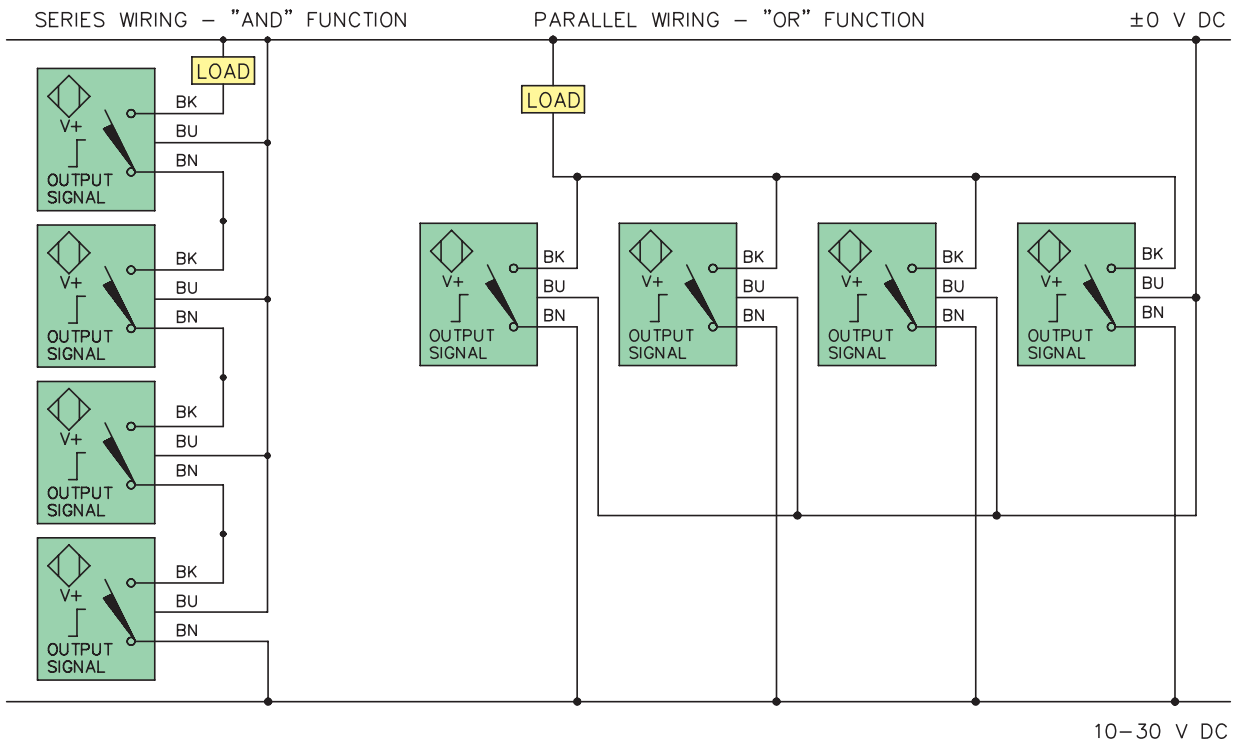 SERIES WIRING – "AND" FUNCTION
PARALLEL WIRING – "OR" FUNCTION
±0 V DC
LOAD
V+
OUTPUT
SIGNAL
BK
BU
BN
V+
OUTPUT
SIGNAL
BK
BU
BN
V+
OUTPUT
SIGNAL
BK
BU
BN
V+
OUTPUT
SIGNAL
BK
BU
BN
LOAD
V+
OUTPUT
SIGNAL
BK
BU
BN
V+
OUTPUT
SIGNAL
BK
BU
BN
V+
OUTPUT
SIGNAL
BK
BU
BN
V+
OUTPUT
SIGNAL
BK
BU
BN
10–30 V DC